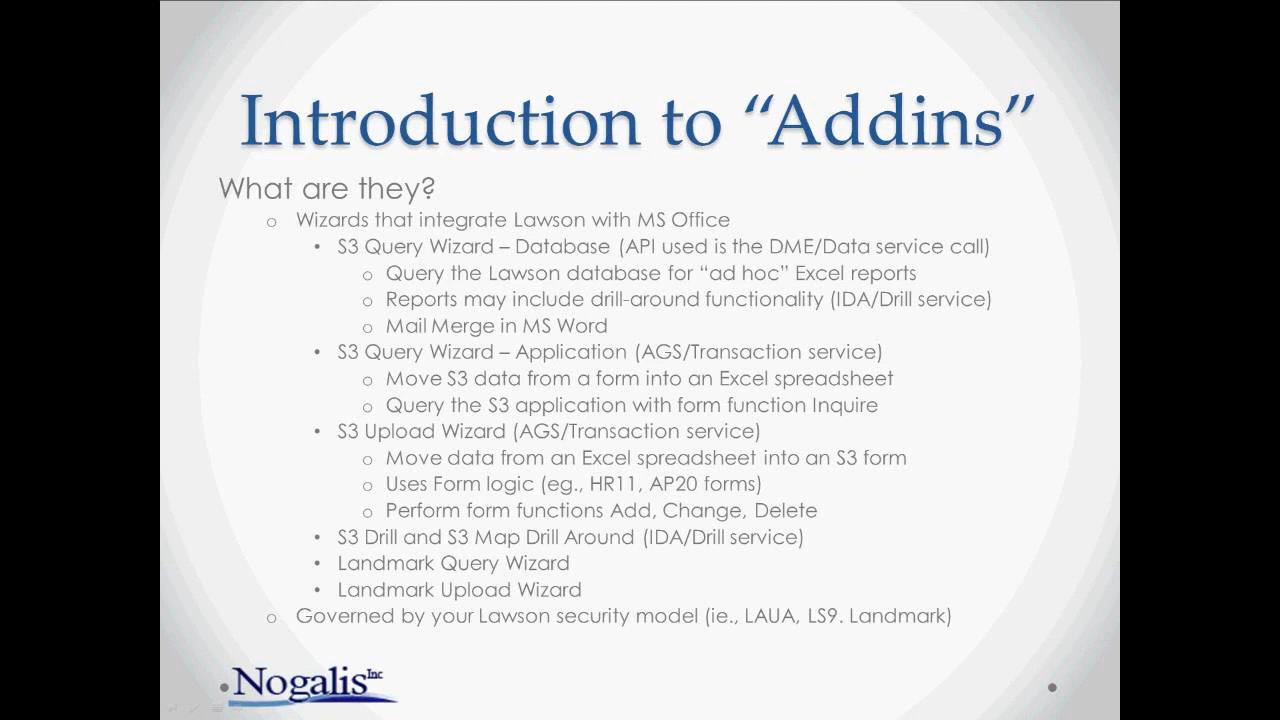 Introduction to “Addins”
What are they?
o Wizards that integrate Lawson with MS Office
• S3 Query Wizard – Database (API used is the DME/Data service call)
o Query the Lawson database for “ad hoc” Excel reports
o Reports may include drill-around functionality (IDA/Drill service)
o Mail Merge in MS Word
• S3 Query Wizard – Application (AGS/Transaction service)
o Move S3 data from a form into an Excel spreadsheet
o Query the S3 application with form function Inquire
• S3 Upload Wizard (AGS/Transaction service)
o Move data from an Excel spreadsheet into an S3 form
o Uses Form logic (eg., HR11, AP20 forms)
o Perform form functions Add, Change, Delete
• S3 Drill and S3 Map Drill Around (IDA/Drill service)
• Landmark Query Wizard
• Landmark Upload Wizard
o Governed by your Lawson security model (ie., LAUA, LS9. Landmark)
Nogalis Inc